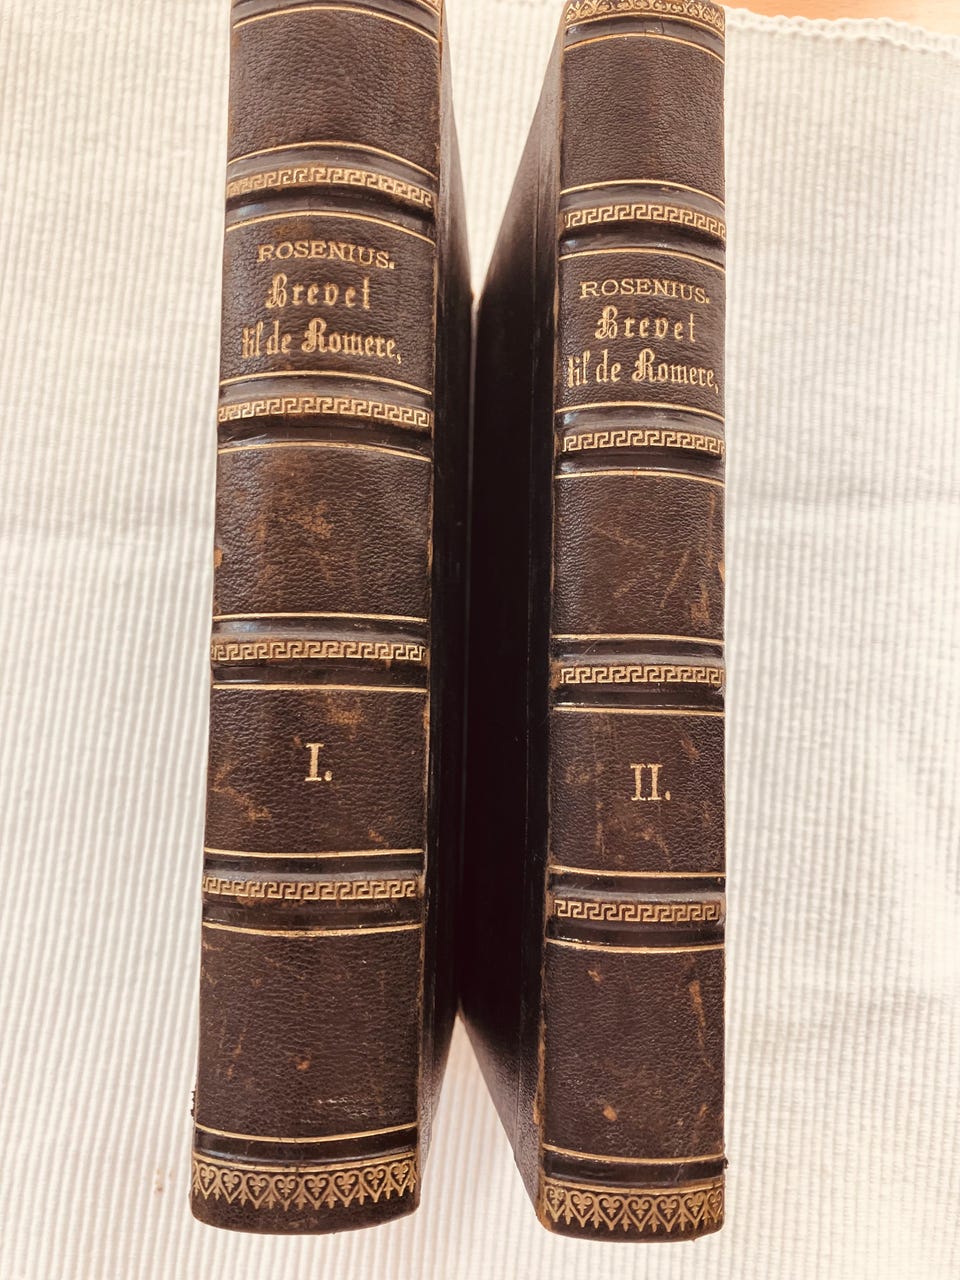 ROSENIUS.
Brevet
til de Romere,
I.
ROSENIUS.
Brevet
til de Romere,
II.